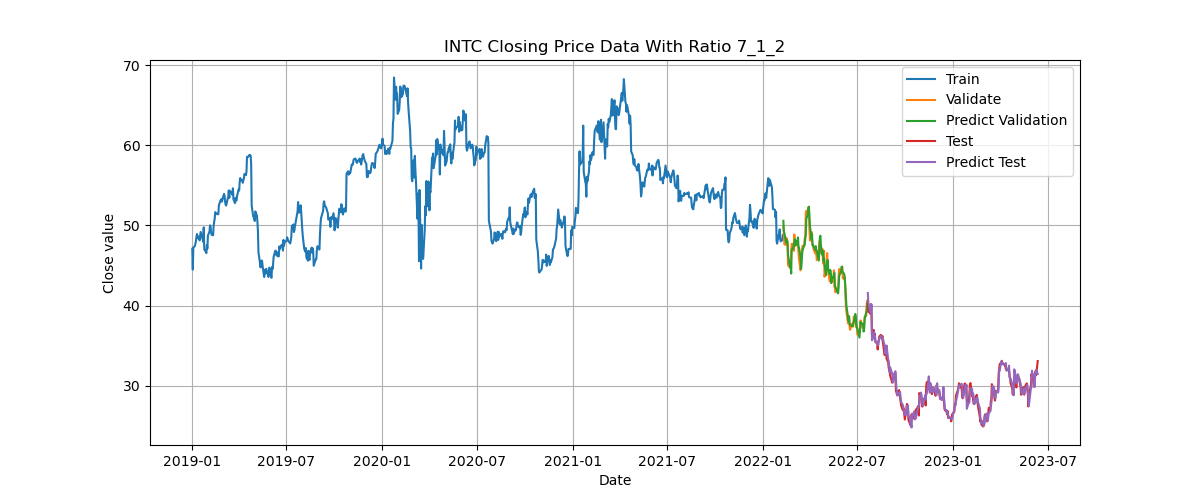 INTC Closing Price Data With Ratio 7_1_2
Train
Validate
Predict Validation
Test
Predict Test
70
60
50
40
30
Close value
2019-01
2019-07
2020-01
2020-07
2021-01
2021-07
2022-01
2022-07
2023-01
2023-07
Date